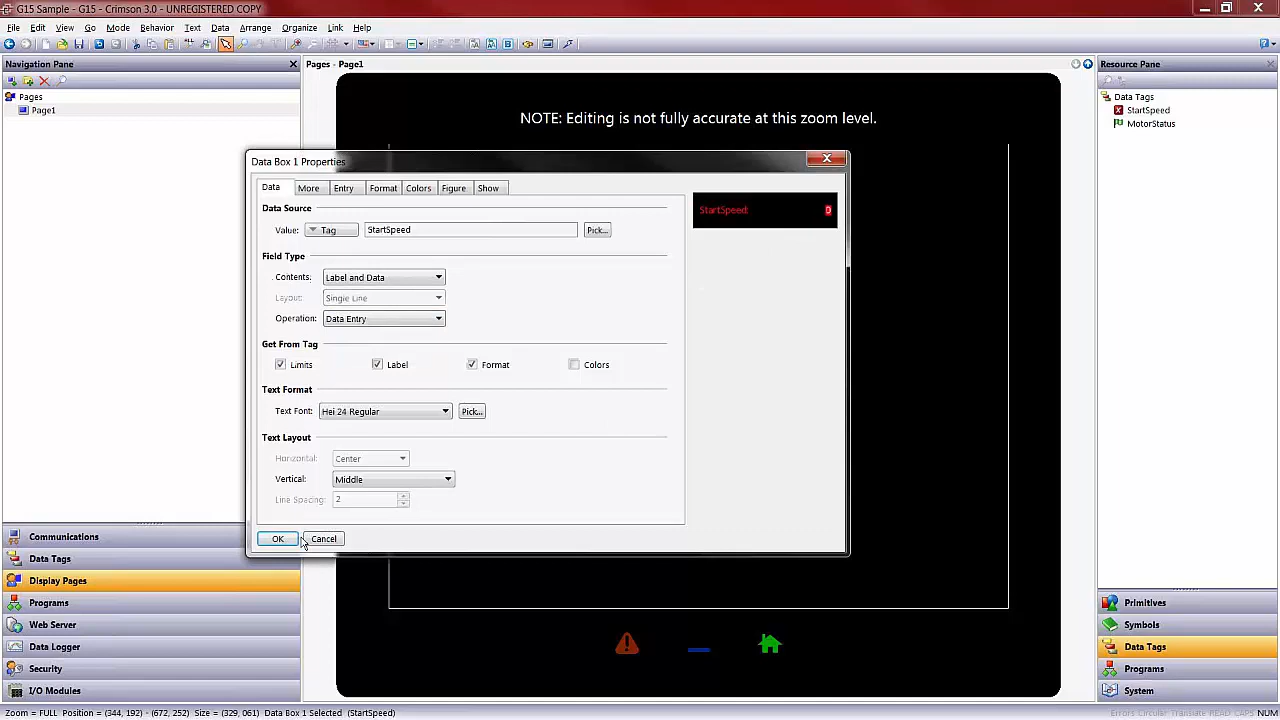 G15 Sample - G15 - Crimson 3.0 - UNREGISTERED COPY
File Edit View Go Mode Behavior Text Data Arrange Organize Link Help
Navigation Pane
Pages
Page1
Communications
Data Tags
Display Pages
Programs
Web Server
Data Logger
Security
I/O Modules
Pages - Page1
NOTE: Editing is not fully accurate at this zoom level.
Data Box 1 Properties
Data More Entry Format Colors Figure Show
Data Source
Value: Tag StartSpeed Pick...
Field Type
Contents: Label and Data
Layout: Single Line
Operation: Data Entry
Get From Tag
Limits Label Format Colors
Text Format
Text Font: Hei 24 Regular Pick...
Text Layout
Horizontal: Center
Vertical: Middle
Line Spacing: 2
OK Cancel
StartSpeed: 0
Resource Pane
Data Tags
StartSpeed
MotorStatus
Primitives
Symbols
Data Tags
Programs
System
Zoom = FULL Position = (344, 192) - (672, 252) Size = (329, 061) Data Box 1 Selected (StartSpeed)
Errors Circular Translate READ CAPS NUM